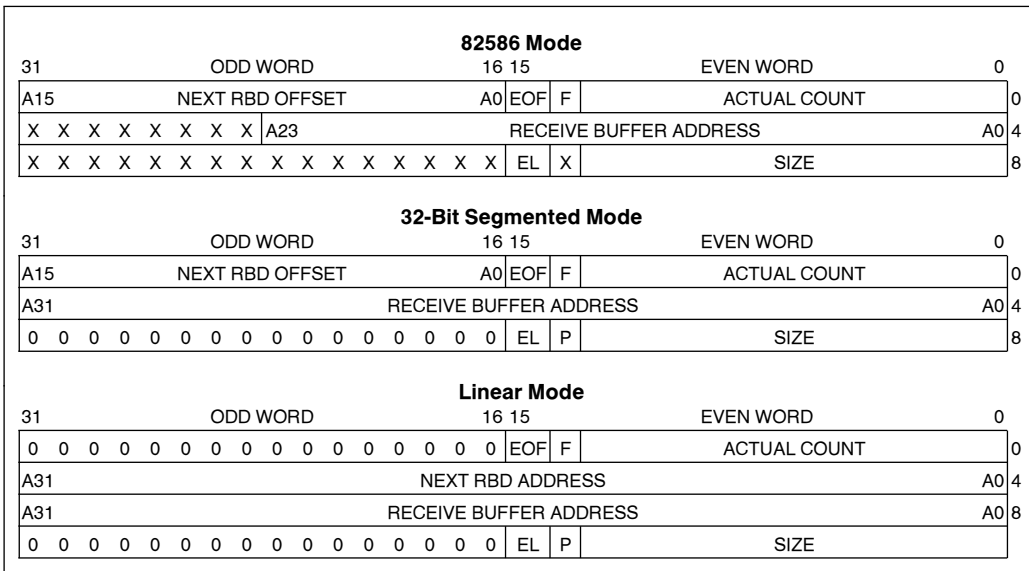 82586 Mode
31 ODD WORD 16 15 EVEN WORD 0
A15 NEXT RBD OFFSET A0 EOF F ACTUAL COUNT 0
X X X X X X X X A23 RECEIVE BUFFER ADDRESS A0 4
X X X X X X X X X X X X X X X X EL X SIZE 8
32-Bit Segmented Mode
31 ODD WORD 16 15 EVEN WORD 0
A15 NEXT RBD OFFSET A0 EOF F ACTUAL COUNT 0
A31 RECEIVE BUFFER ADDRESS A0 4
0 0 0 0 0 0 0 0 0 0 0 0 0 0 0 0 EL P SIZE 8
Linear Mode
31 ODD WORD 16 15 EVEN WORD 0
0 0 0 0 0 0 0 0 0 0 0 0 0 0 0 0 EOF F ACTUAL COUNT 0
A31 NEXT RBD ADDRESS A0 4
A31 RECEIVE BUFFER ADDRESS A0 8
0 0 0 0 0 0 0 0 0 0 0 0 0 0 0 0 EL P SIZE